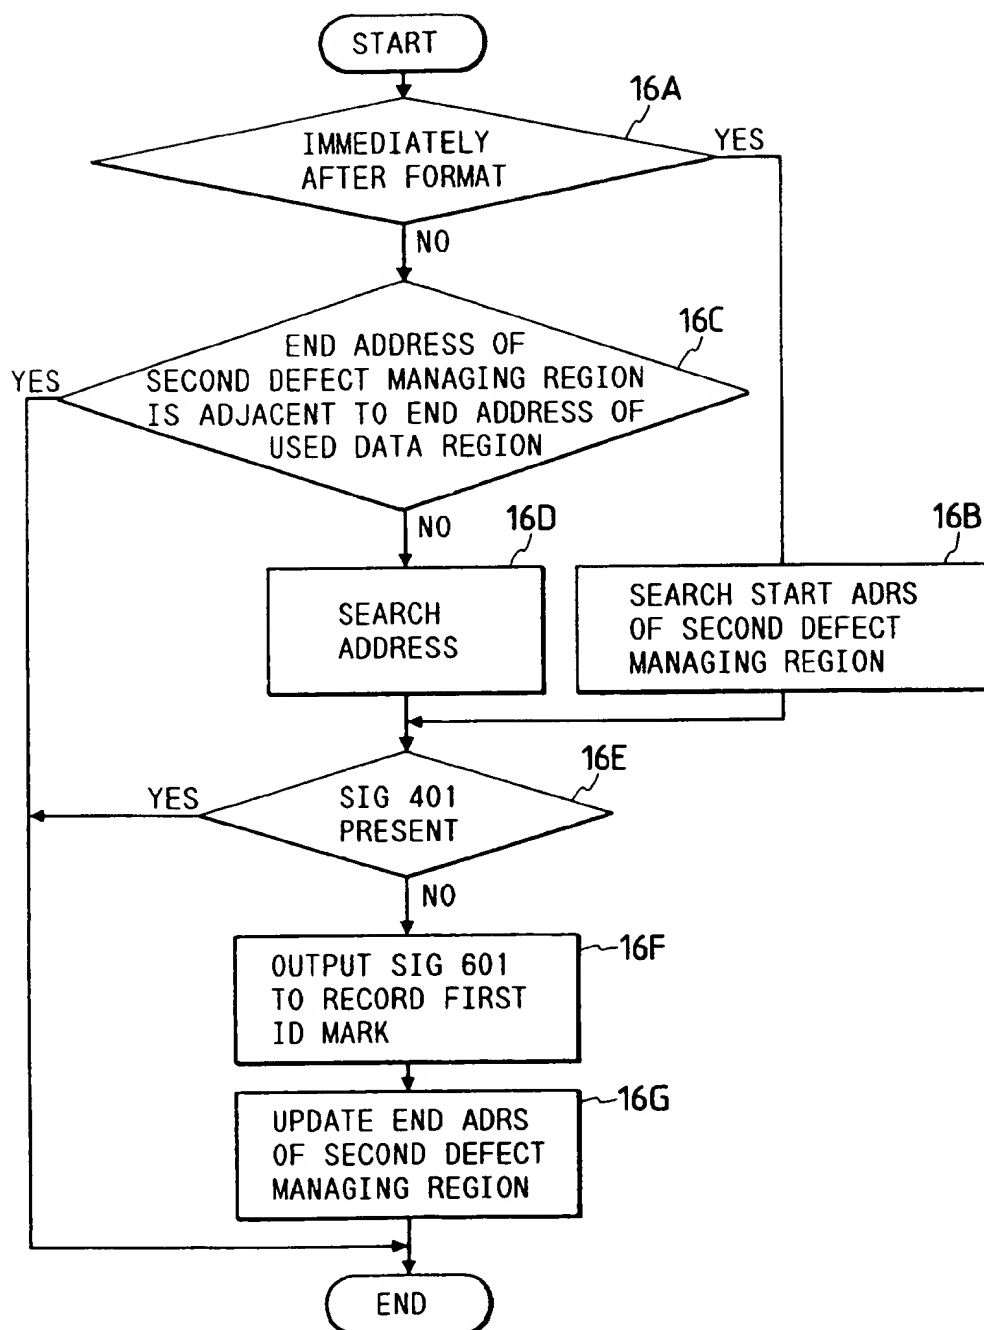 START
16A
IMMEDIATELY
AFTER FORMAT
YES
NO
16C
END ADDRESS OF
SECOND DEFECT MANAGING REGION
IS ADJACENT TO END ADDRESS OF
USED DATA REGION
YES
NO
16D
SEARCH
ADDRESS
16B
SEARCH START ADRS
OF SECOND DEFECT
MANAGING REGION
16E
SIG 401
PRESENT
YES
NO
16F
OUTPUT SIG 601
TO RECORD FIRST
ID MARK
16G
UPDATE END ADRS
OF SECOND DEFECT
MANAGING REGION
END